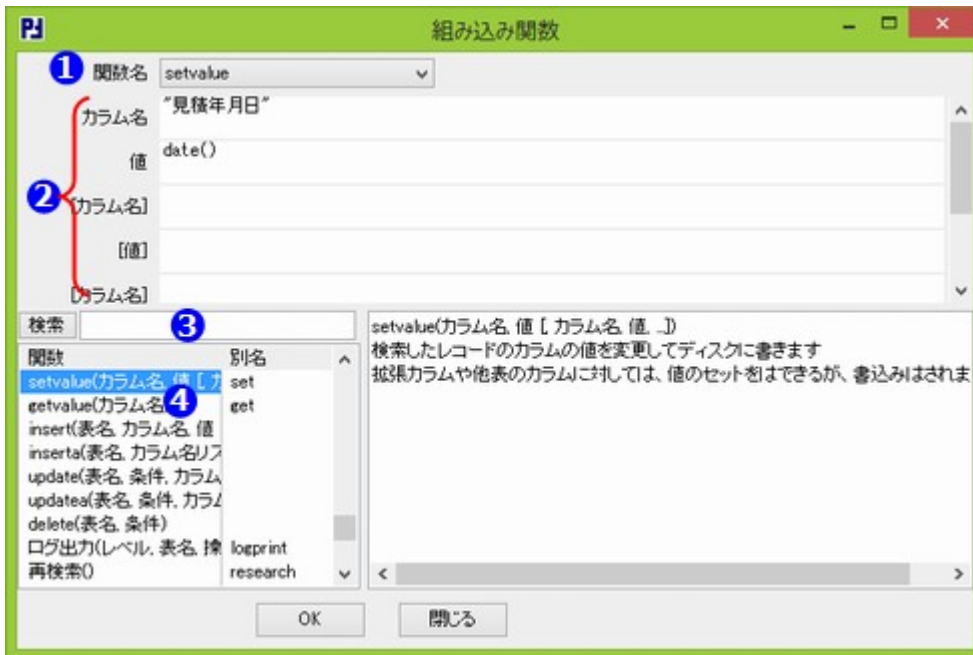 組み込み関数
1 関数名 setvalue
2
カラム名 "見積年月日"
値 date()
[カラム名]
[値]
[カラム名]
検索 3
関数 別名
setvalue(カラム名, 値 [ カ set
getvalue(カラム名 4 get
insert(表名, カラム名, 値
inserta(表名, カラム名リス
update(表名, 条件, カラム
updatea(表名, 条件, カラム
delete(表名, 条件)
ログ出力(レベル, 表名, 操 logprint
再検索() research
setvalue(カラム名, 値 [ カラム名, 値, ...])
検索したレコードのカラムの値を変更してディスクに書きます
拡張カラムや他表のカラムに対しては、値のセットをはできるが、書込みはされま
OK 閉じる